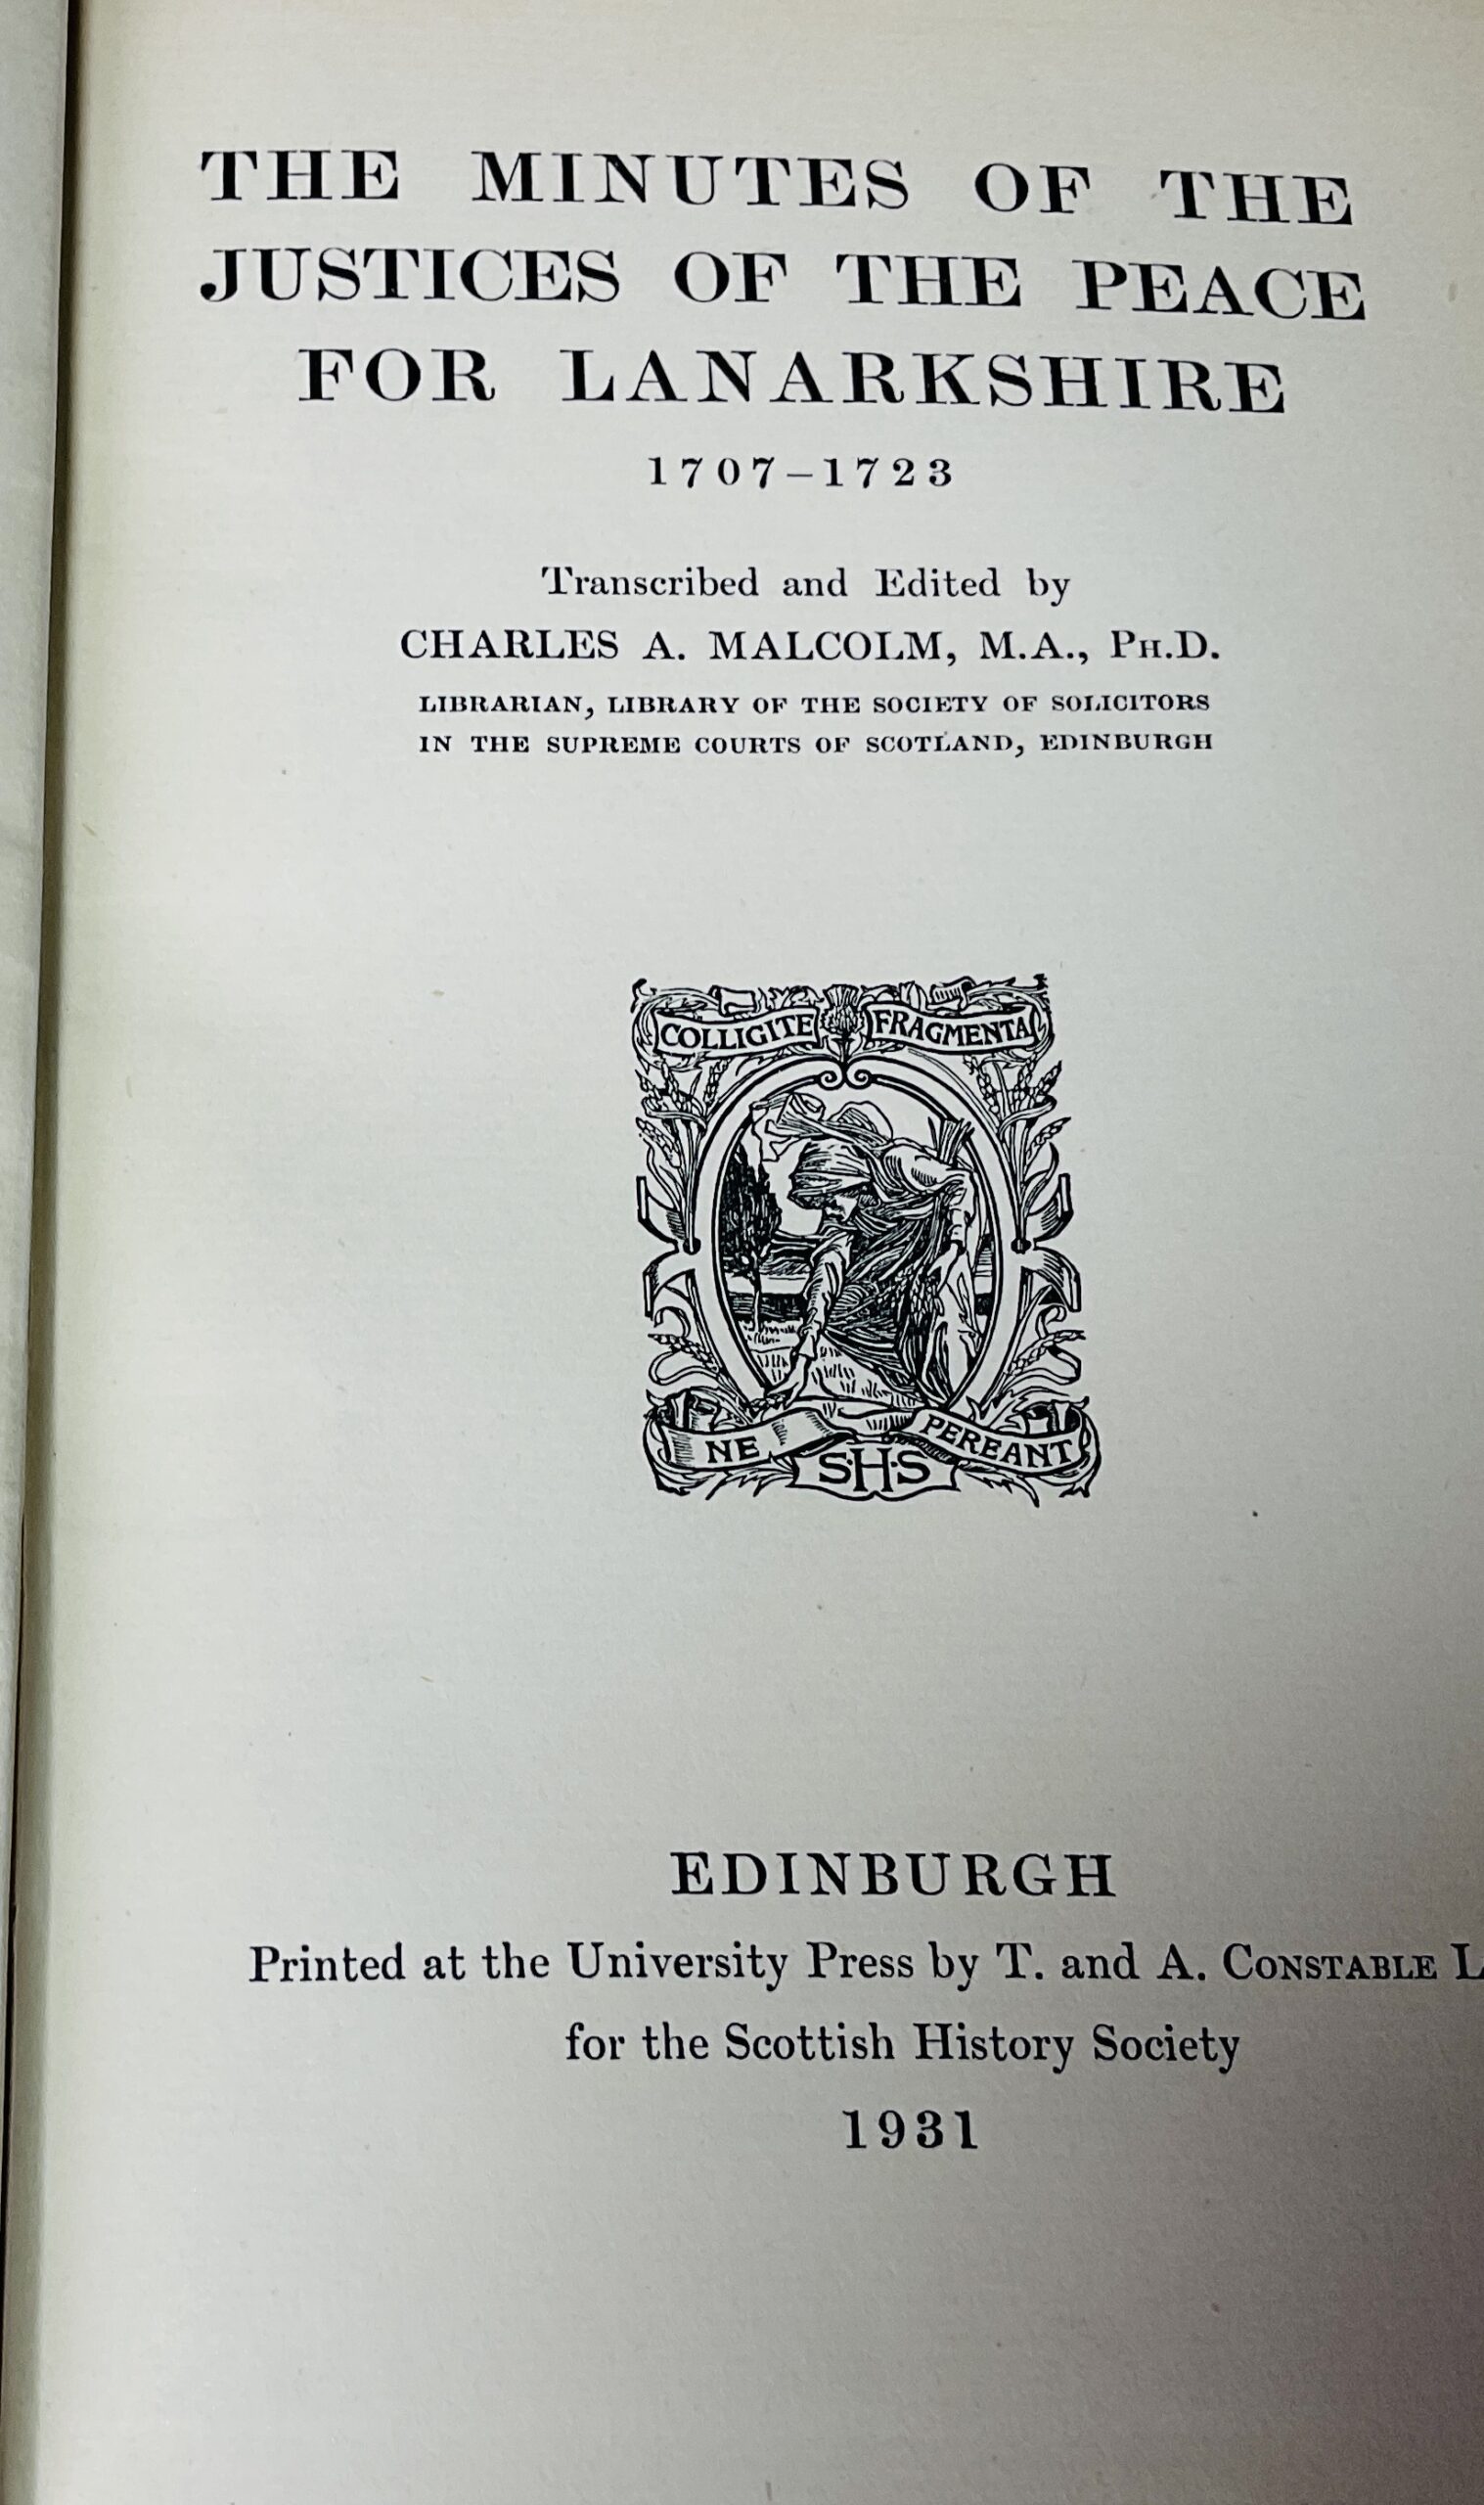 THE MINUTES OF THE
JUSTICES OF THE PEACE
FOR LANARKSHIRE
1707–1723
Transcribed and Edited by
CHARLES A. MALCOLM, M.A., Ph.D.
LIBRARIAN, LIBRARY OF THE SOCIETY OF SOLICITORS
IN THE SUPREME COURTS OF SCOTLAND, EDINBURGH
COLLIGITE FRAGMENTA
NE PEREANT
S·H·S
EDINBURGH
Printed at the University Press by T. and A. Constable L
for the Scottish History Society
1931